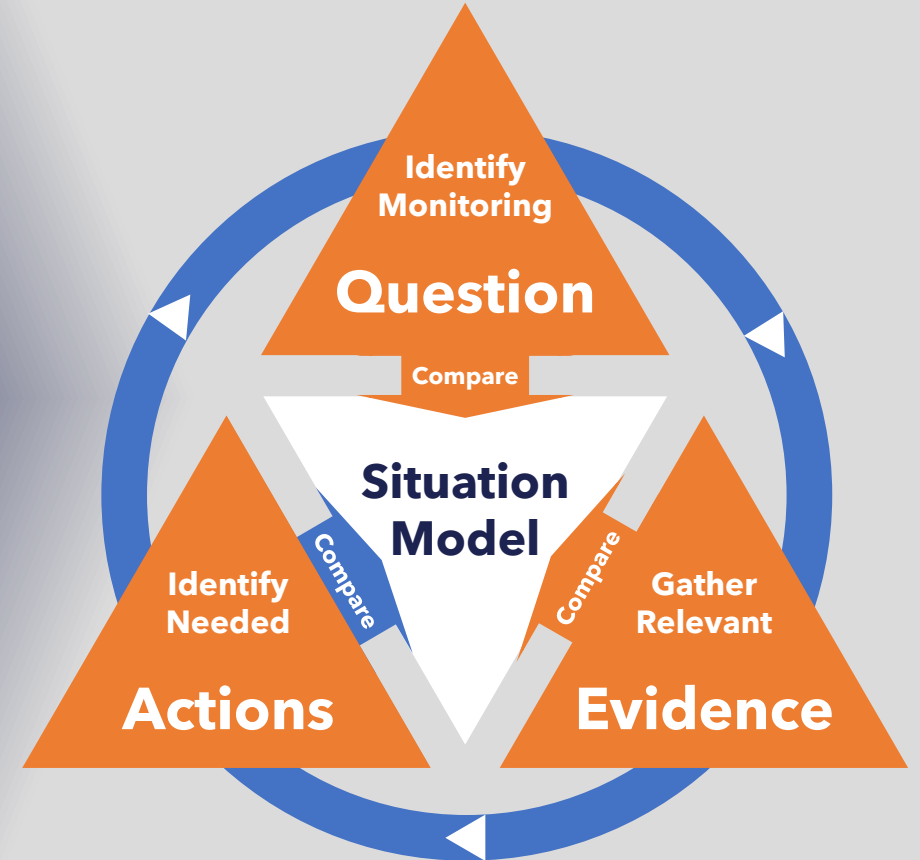 Identify
Monitoring
Question
Compare
Situation
Model
Compare
Compare
Identify
Needed
Actions
Gather
Relevant
Evidence